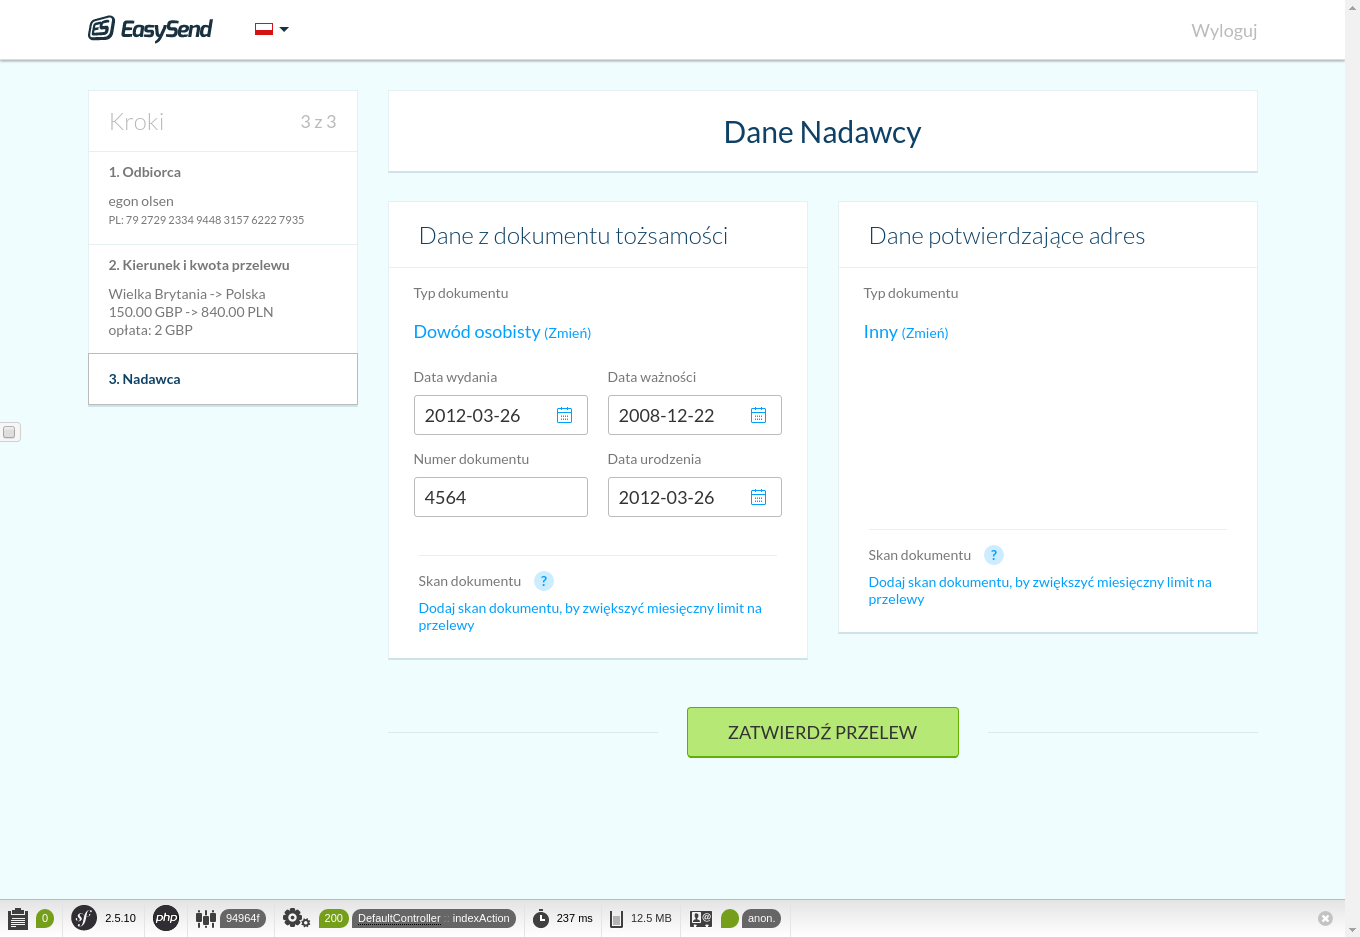 EasySend
Wyloguj
Kroki 3 z 3
1. Odbiorca
egon olsen
PL: 79 2729 2334 9448 3157 6222 7935
2. Kierunek i kwota przelewu
Wielka Brytania -> Polska
150.00 GBP -> 840.00 PLN
opłata: 2 GBP
3. Nadawca
Dane Nadawcy
Dane z dokumentu tożsamości
Typ dokumentu
Dowód osobisty (Zmień)
Data wydania Data ważności
2012-03-26 2008-12-22
Numer dokumentu Data urodzenia
4564 2012-03-26
Skan dokumentu ?
Dodaj skan dokumentu, by zwiększyć miesięczny limit na
przelewy
Dane potwierdzające adres
Typ dokumentu
Inny (Zmień)
Skan dokumentu ?
Dodaj skan dokumentu, by zwiększyć miesięczny limit na
przelewy
ZATWIERDŹ PRZELEW
0 sf 2.5.10 php 94964f 200 DefaultController :: indexAction 237 ms 12.5 MB anon.